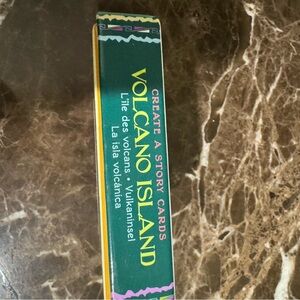 CREATE A STORY CARDS
VOLCANO ISLAND
L'île des volcans • Vulkaninsel
La isla volcánica